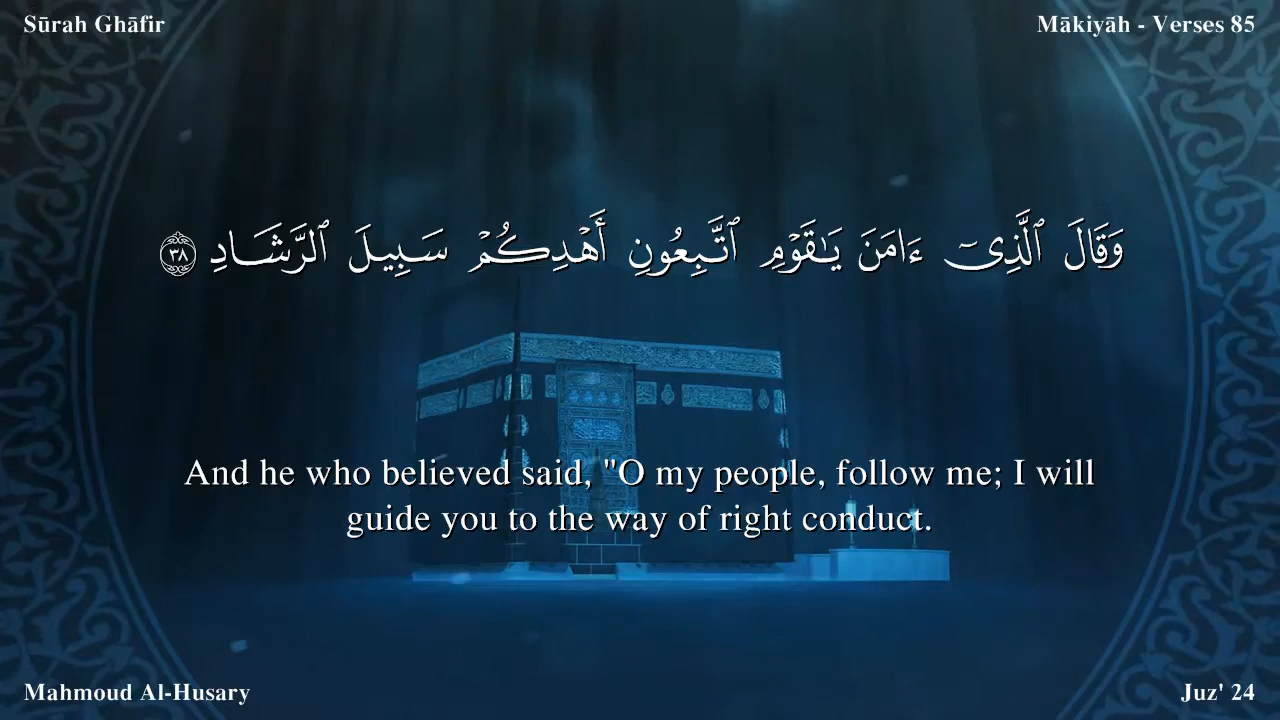 Sūrah Ghāfir
Mākiyāh - Verses 85
وَقَالَ ٱلَّذِىٓ ءَامَنَ يَـٰقَوْمِ ٱتَّبِعُونِ أَهْدِكُمْ سَبِيلَ ٱلرَّشَادِ ٣٨
And he who believed said, "O my people, follow me; I will
guide you to the way of right conduct.
Mahmoud Al-Husary
Juz' 24